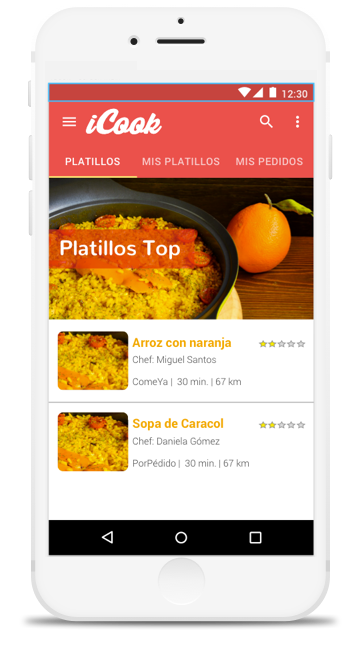 12:30
iCook
PLATILLOS MIS PLATILLOS MIS PEDIDOS
Platillos Top
Arroz con naranja
Chef: Miguel Santos
ComeYa | 30 min. | 67 km
Sopa de Caracol
Chef: Daniela Gómez
PorPédido | 30 min. | 67 km